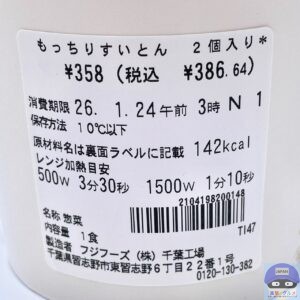 もっちりすいとん　２個入り*
¥358（税込　¥386.64）
消費期限 26. 1.24午前 3時 N 1
保存方法　10℃以下
（原材料名は裏面ラベルに記載 142kcal
レンジ加熱目安
500W 3分30秒　1500W 1分10秒
2104198200148
名称 惣菜
内容量 1食
TI47
製造者 フジフーズ（株）千葉工場
千葉県習志野市東習志野6丁目22番1号
0120-130-382